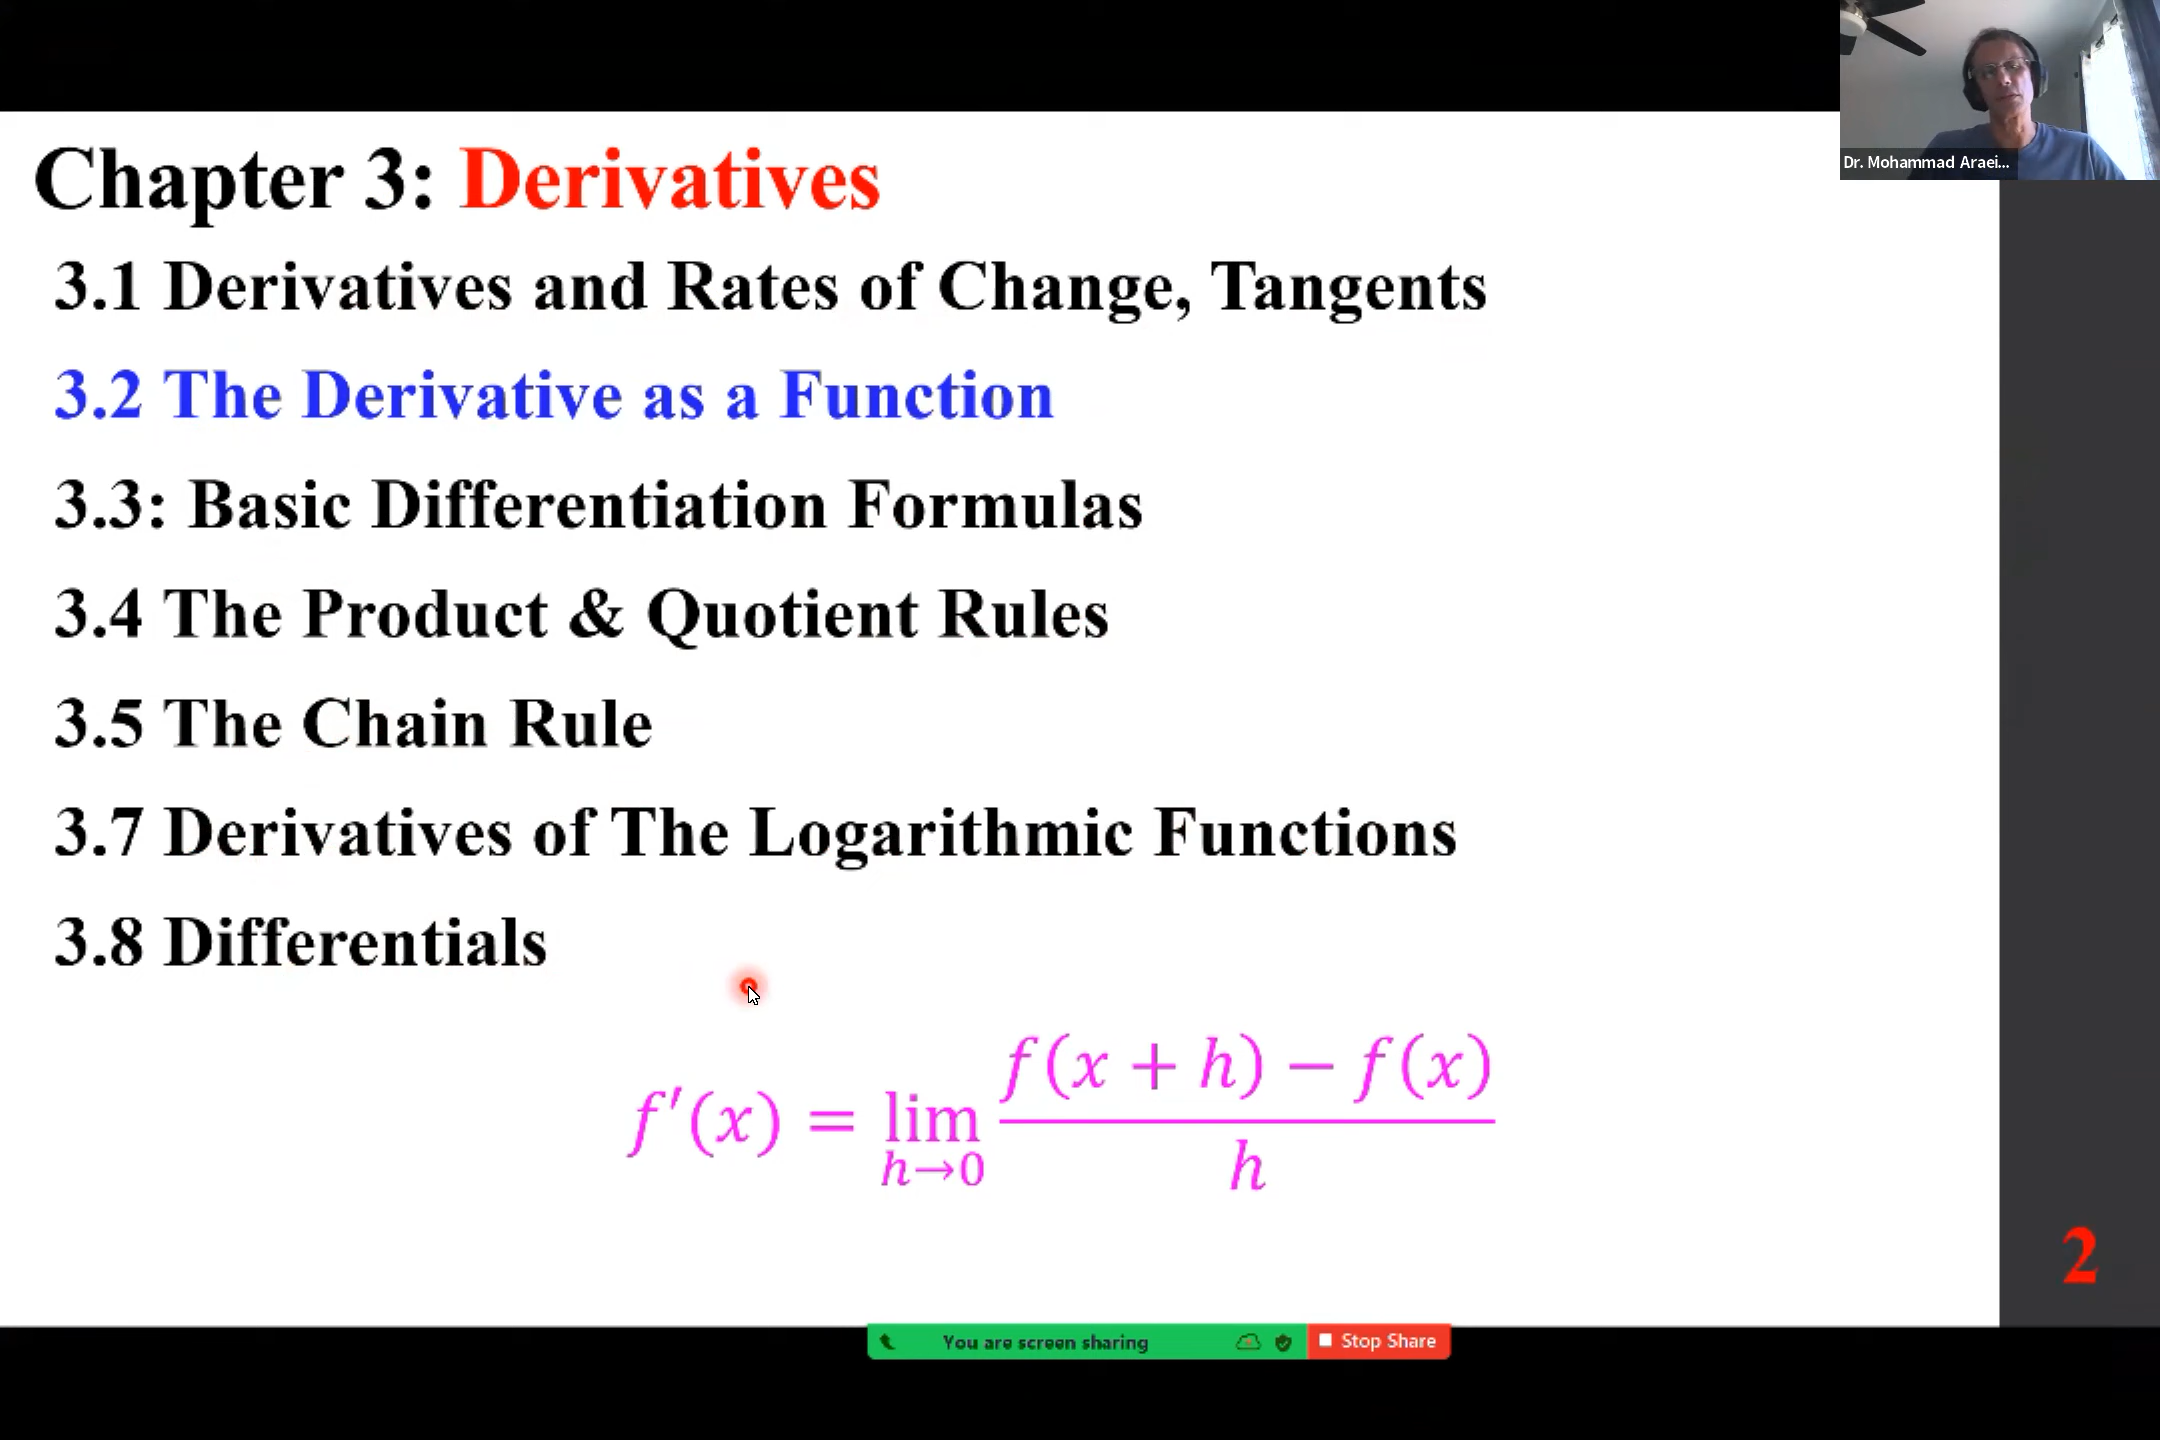 Dr. Mohammad Araei...
Chapter 3: Derivatives
3.1 Derivatives and Rates of Change, Tangents
3.2 The Derivative as a Function
3.3: Basic Differentiation Formulas
3.4 The Product & Quotient Rules
3.5 The Chain Rule
3.7 Derivatives of The Logarithmic Functions
3.8 Differentials
f′(x) = lim h→0 f(x + h) − f(x) / h
2
You are screen sharing Stop Share